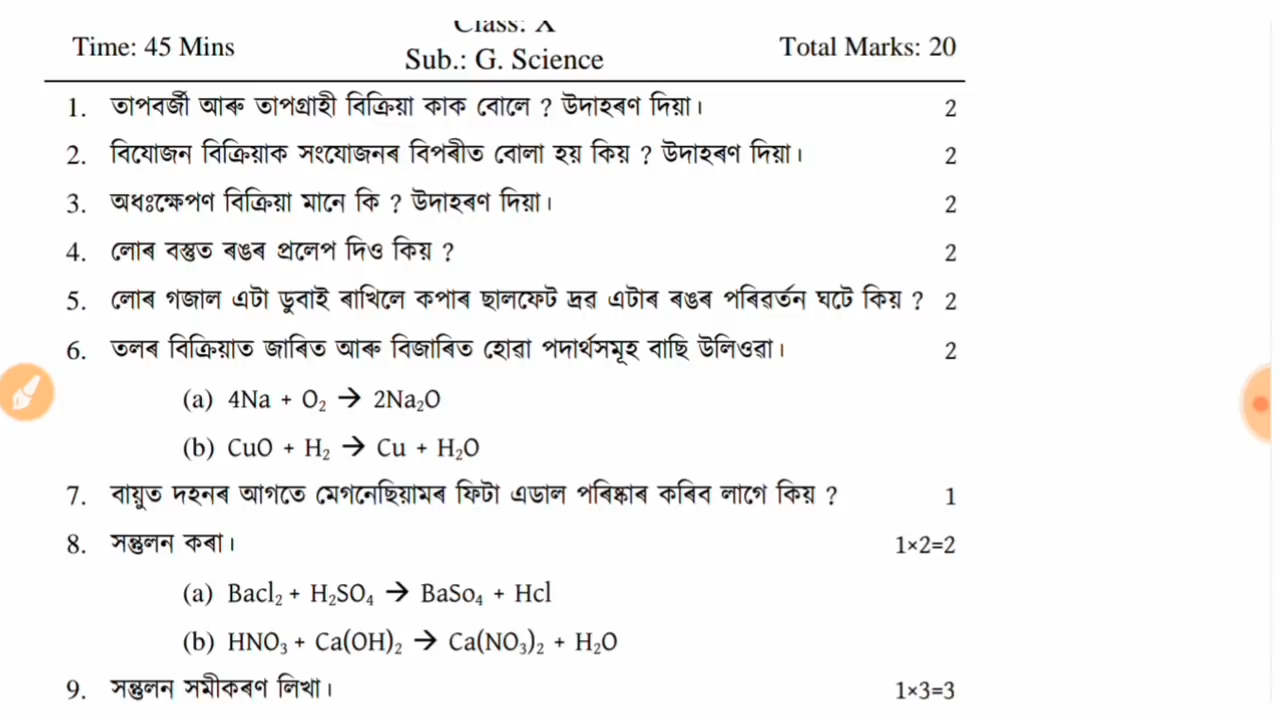 Class: X
Time: 45 Mins Sub.: G. Science Total Marks: 20
1. তাপবৰ্জী আৰু তাপগ্ৰাহী বিক্ৰিয়া কাক বোলে ? উদাহৰণ দিয়া। 2
2. বিযোজন বিক্ৰিয়াক সংযোজনৰ বিপৰীত বোলা হয় কিয় ? উদাহৰণ দিয়া। 2
3. অধঃক্ষেপণ বিক্ৰিয়া মানে কি ? উদাহৰণ দিয়া। 2
4. লোৰ বস্তুত ৰঙৰ প্ৰলেপ দিও কিয় ? 2
5. লোৰ গজাল এটা ডুবাই ৰাখিলে কপাৰ ছালফেট দ্ৰৱ এটাৰ ৰঙৰ পৰিৱৰ্তন ঘটে কিয় ? 2
6. তলৰ বিক্ৰিয়াত জাৰিত আৰু বিজাৰিত হোৱা পদাৰ্থসমূহ বাছি উলিওৱা। 2
(a) 4Na + O₂ → 2Na₂O
(b) CuO + H₂ → Cu + H₂O
7. বায়ুত দহনৰ আগতে মেগনেছিয়ামৰ ফিটা এডাল পৰিষ্কাৰ কৰিব লাগে কিয় ? 1
8. সন্তুলন কৰা। 1×2=2
(a) Bacl₂ + H₂SO₄ → BaSo₄ + Hcl
(b) HNO₃ + Ca(OH)₂ → Ca(NO₃)₂ + H₂O
9. সন্তুলন সমীকৰণ লিখা। 1×3=3